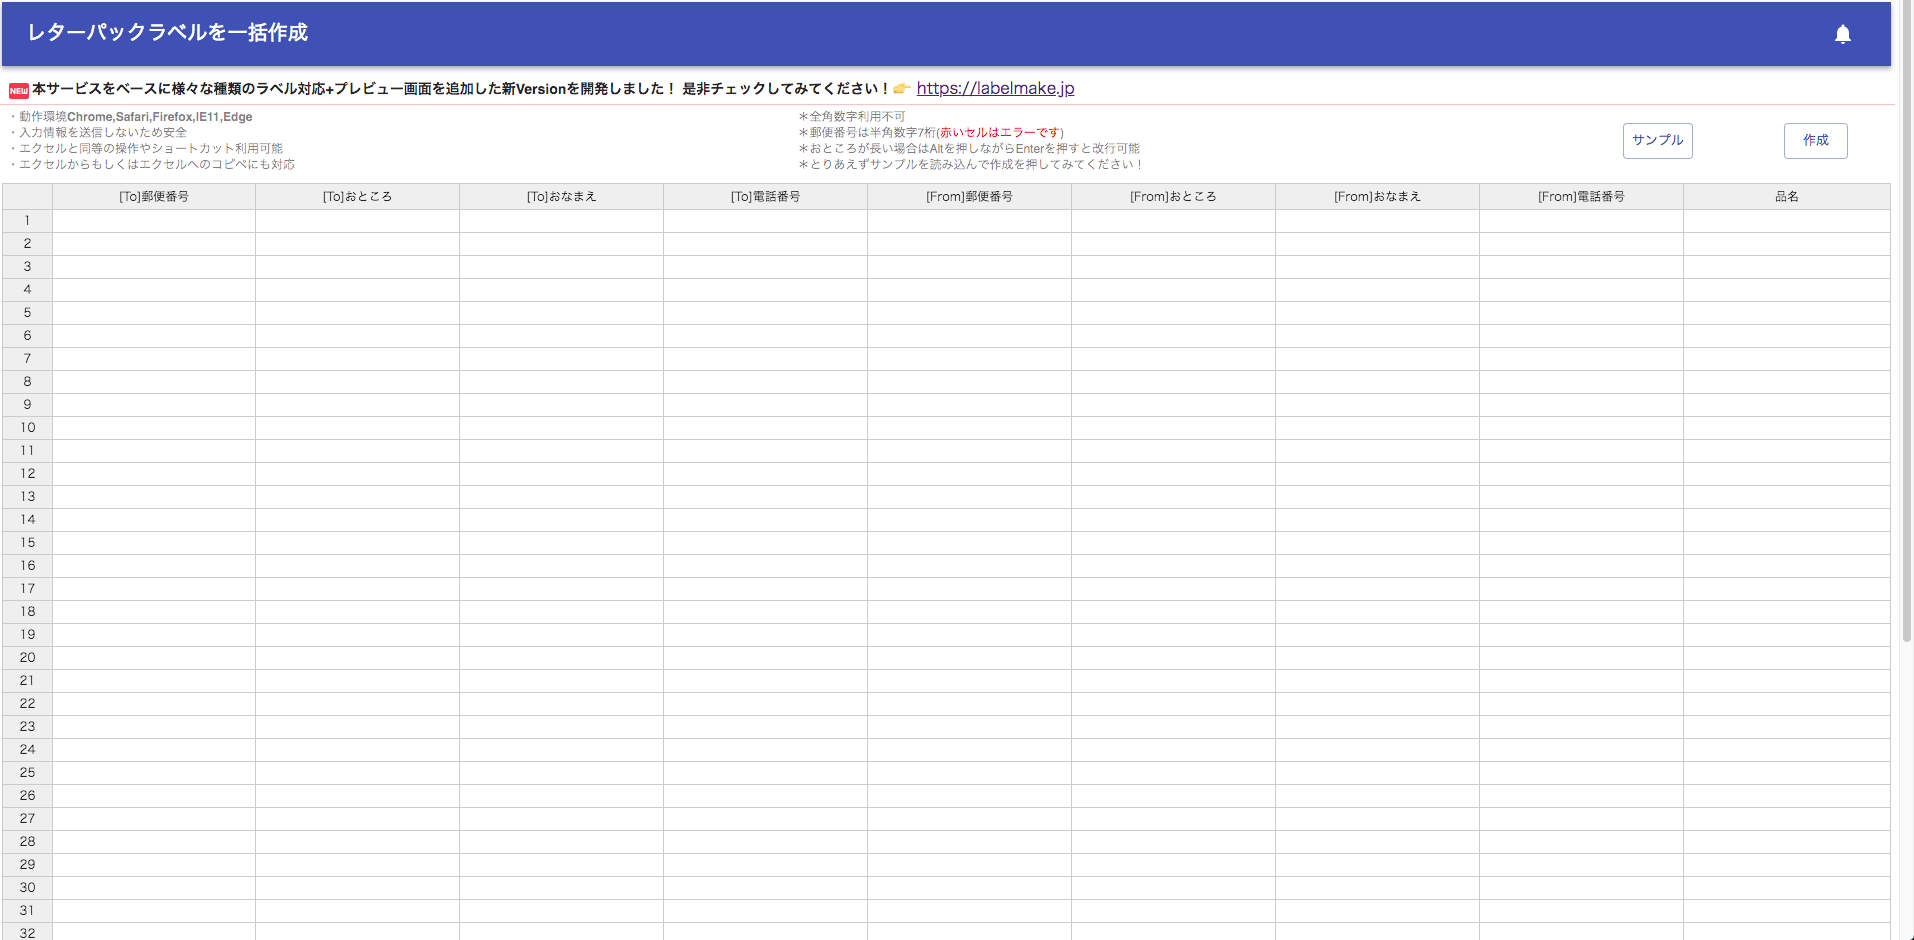 レターパックラベルを一括作成
NEW 本サービスをベースに様々な種類のラベル対応+プレビュー画面を追加した新Versionを開発しました！ 是非チェックしてみてください！👉 https://labelmake.jp
・動作環境Chrome,Safari,Firefox,IE11,Edge
・入力情報を送信しないため安全
・エクセルと同等の操作やショートカット利用可能
・エクセルからもしくはエクセルへのコピペにも対応
＊全角数字利用不可
＊郵便番号は半角数字7桁(赤いセルはエラーです)
＊おところが長い場合はAltを押しながらEnterを押すと改行可能
＊とりあえずサンプルを読み込んで作成を押してみてください！
サンプル 作成
[To]郵便番号 [To]おところ [To]おなまえ [To]電話番号 [From]郵便番号 [From]おところ [From]おなまえ [From]電話番号 品名
1
2
3
4
5
6
7
8
9
10
11
12
13
14
15
16
17
18
19
20
21
22
23
24
25
26
27
28
29
30
31
32